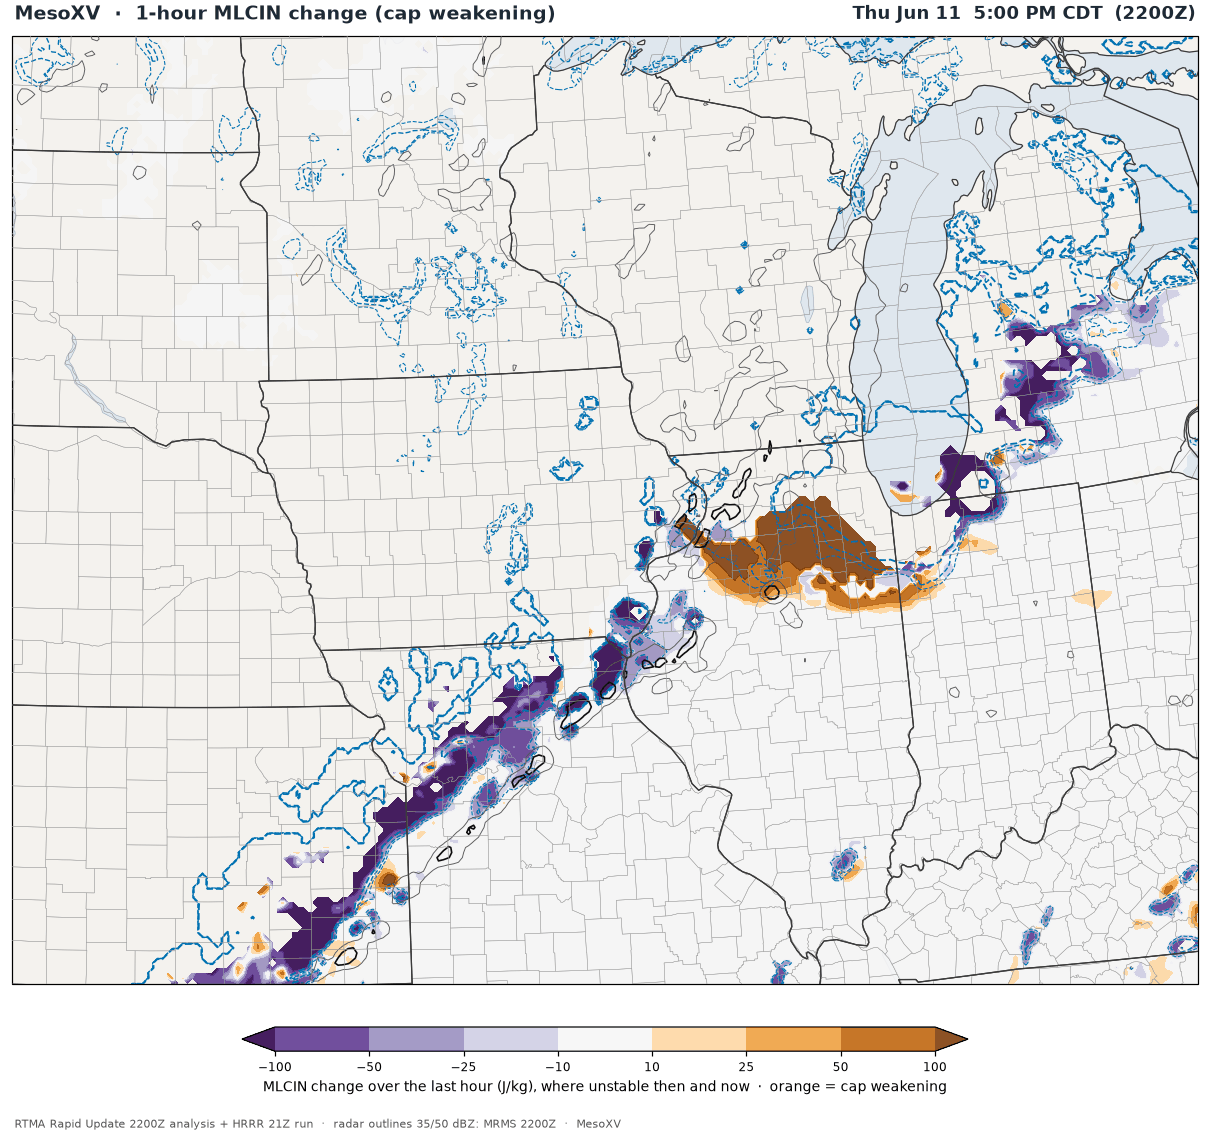 MesoXV · 1-hour MLCIN change (cap weakening)
Thu Jun 11 5:00 PM CDT (2200Z)
−100 −50 −25 −10 10 25 50 100
MLCIN change over the last hour (J/kg), where unstable then and now · orange = cap weakening
RTMA Rapid Update 2200Z analysis + HRRR 21Z run · radar outlines 35/50 dBZ: MRMS 2200Z · MesoXV